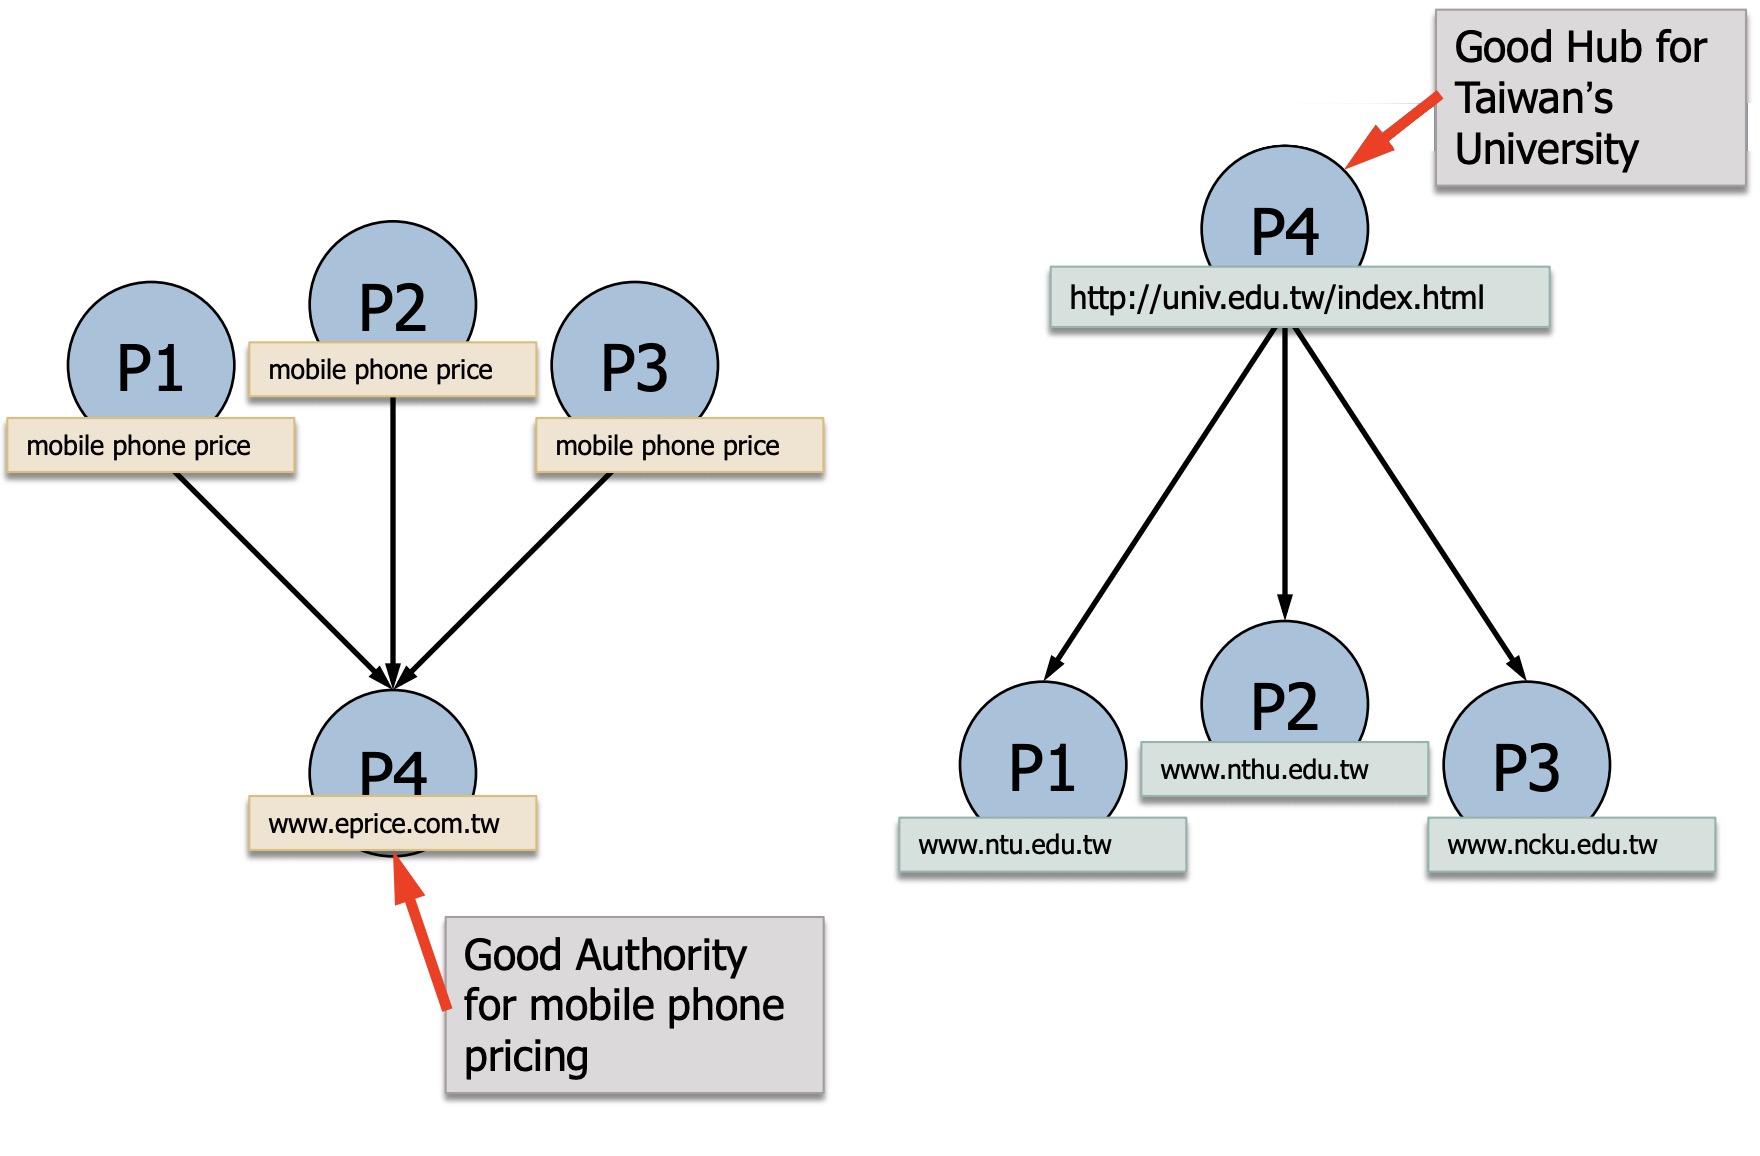 P1
mobile phone price
P2
mobile phone price
P3
mobile phone price
P4
www.eprice.com.tw
Good Authority
for mobile phone
pricing
Good Hub for
Taiwan’s
University
P4
http://univ.edu.tw/index.html
P1
www.ntu.edu.tw
P2
www.nthu.edu.tw
P3
www.ncku.edu.tw